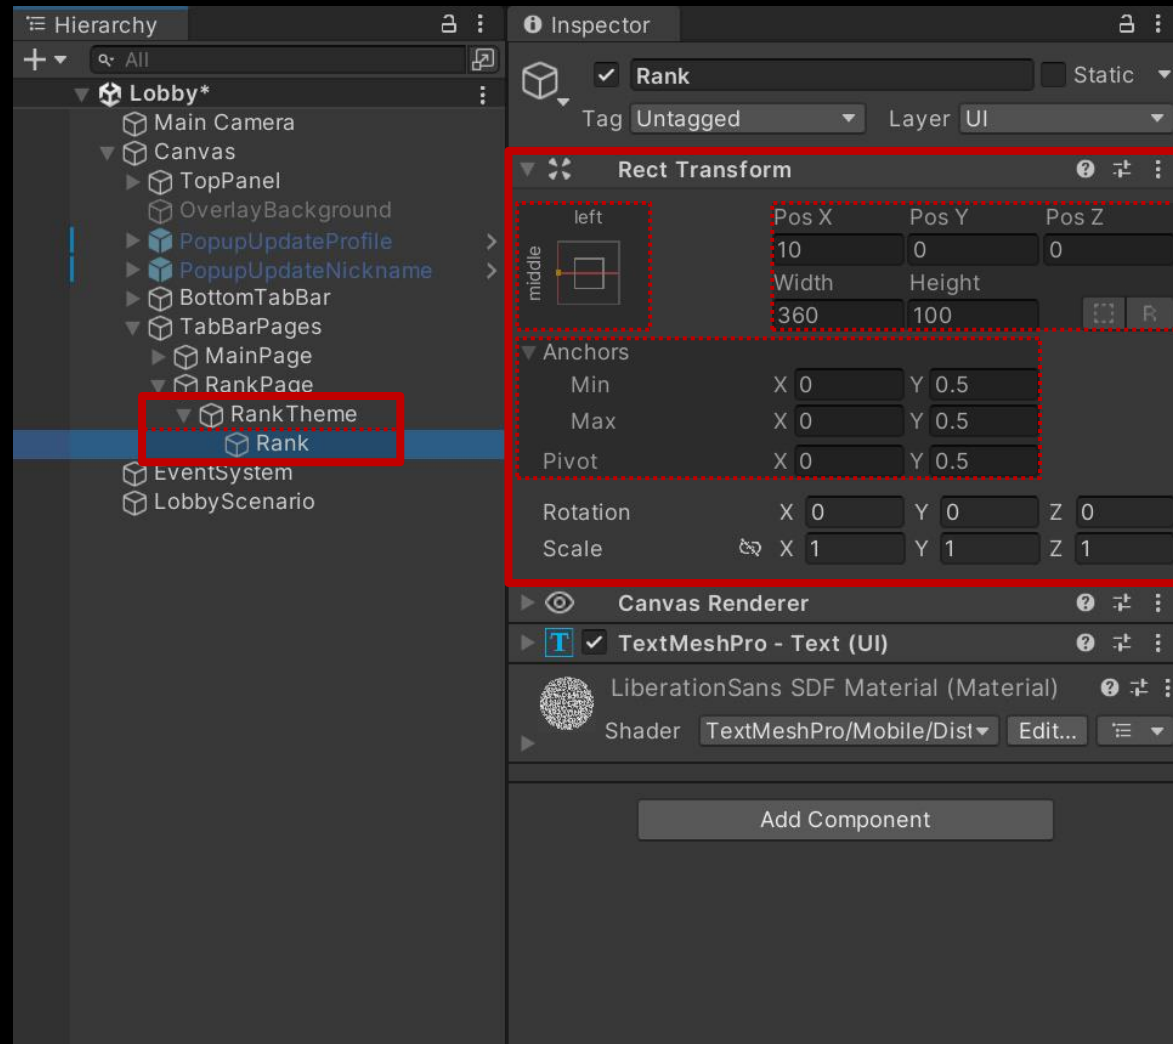 Hierarchy
All
Lobby*
Main Camera
Canvas
TopPanel
OverlayBackground
PopupUpdateProfile
PopupUpdateNickname
BottomTabBar
TabBarPages
MainPage
RankPage
RankTheme
Rank
EventSystem
LobbyScenario
Inspector
Rank
Static
Tag Untagged Layer UI
Rect Transform
left
middle
Pos X Pos Y Pos Z
10 0 0
Width Height
360 100
R
Anchors
Min X 0 Y 0.5
Max X 0 Y 0.5
Pivot X 0 Y 0.5
Rotation X 0 Y 0 Z 0
Scale X 1 Y 1 Z 1
Canvas Renderer
TextMeshPro - Text (UI)
LiberationSans SDF Material (Material)
Shader TextMeshPro/Mobile/Dist Edit...
Add Component